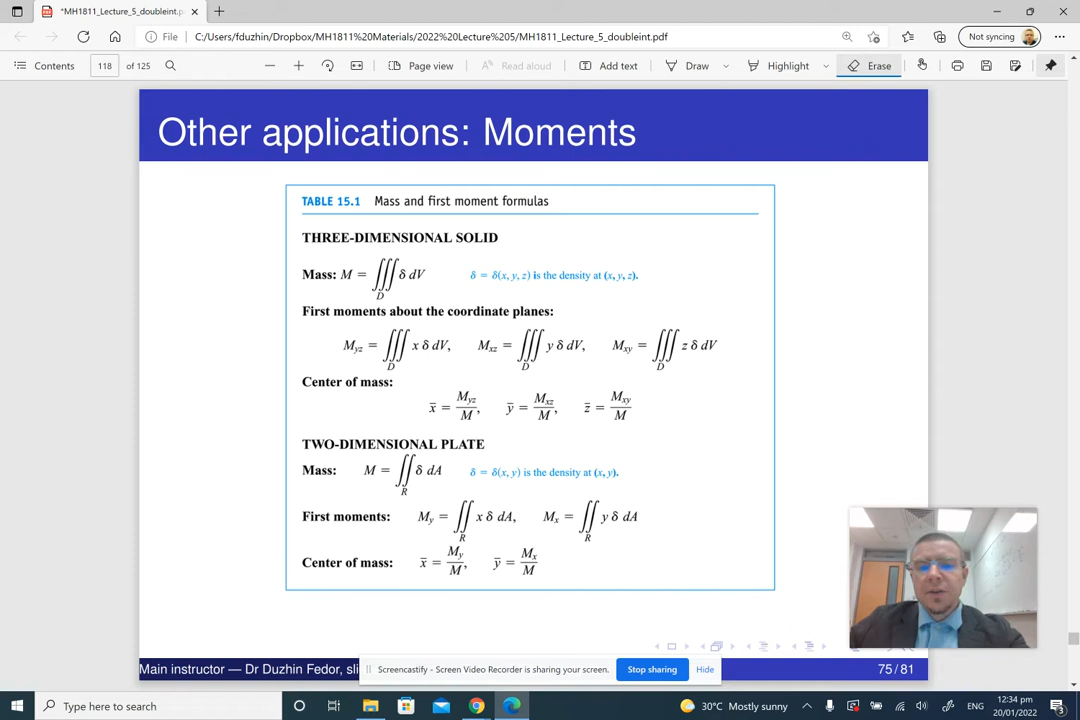 *MH1811_Lecture_5_doubleint.p
File C:/Users/fduzhin/Dropbox/MH1811%20Materials/2022%20Lecture%205/MH1811_Lecture_5_doubleint.pdf Not syncing
Contents 118 of 125 Page view Read aloud Add text Draw Highlight Erase
Other applications: Moments
TABLE 15.1 Mass and first moment formulas
THREE-DIMENSIONAL SOLID
Mass: M = ∭_D δ dV δ = δ(x, y, z) is the density at (x, y, z).
First moments about the coordinate planes:
M_yz = ∭_D x δ dV, M_xz = ∭_D y δ dV, M_xy = ∭_D z δ dV
Center of mass:
x̄ = M_yz/M, ȳ = M_xz/M, z̄ = M_xy/M
TWO-DIMENSIONAL PLATE
Mass: M = ∬_R δ dA δ = δ(x, y) is the density at (x, y).
First moments: M_y = ∬_R x δ dA, M_x = ∬_R y δ dA
Center of mass: x̄ = M_y/M, ȳ = M_x/M
Main instructor — Dr Duzhin Fedor, sli 75/81
Screencastify - Screen Video Recorder is sharing your screen. Stop sharing Hide
Type here to search 30°C Mostly sunny ENG 12:34 pm
20/01/2022 3